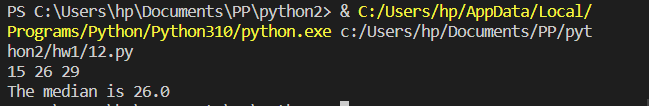 PS C:\Users\hp\Documents\PP\python2> & C:/Users/hp/AppData/Local/
Programs/Python/Python310/python.exe c:/Users/hp/Documents/PP/pyt
hon2/hw1/12.py
15 26 29
The median is 26.0